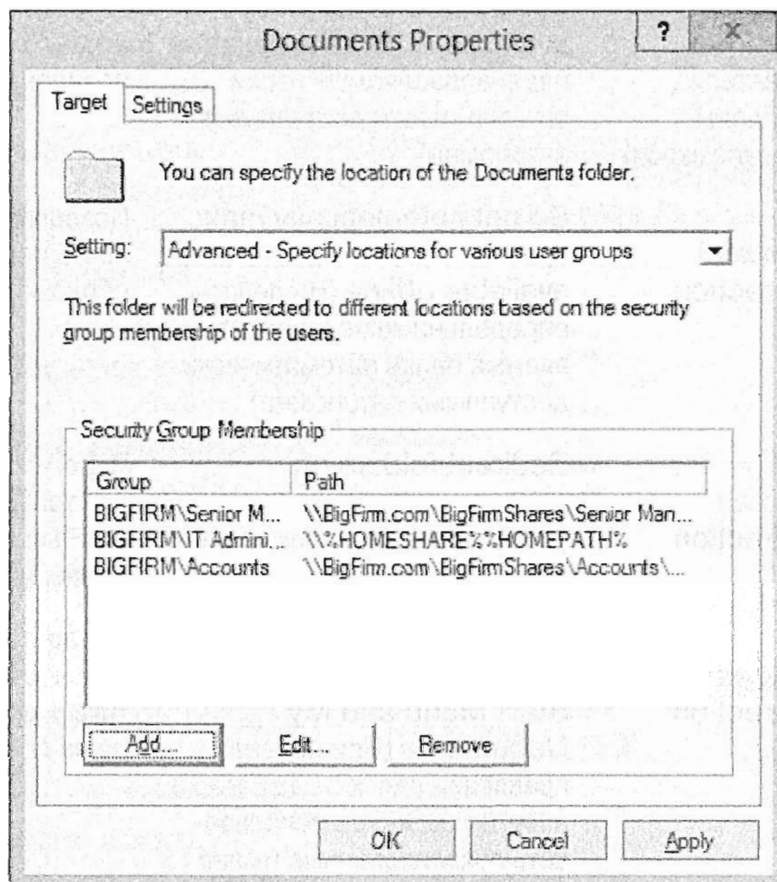 Documents Properties
?
x
Target
Settings
You can specify the location of the Documents folder.
Setting:
Advanced - Specify locations for various user groups
This folder will be redirected to different locations based on the security
group membership of the users.
Security Group Membership
Group Path
BIGFIRM\Senior M... \\BigFirm.com\BigFirmShares\Senior Man...
BIGFIRM\IT Admini... \\%HOMESHARE%%HOMEPATH%
BIGFIRM\Accounts \\BigFirm.com\BigFirmShares\Accounts\...
Add... Edit Remove
OK Cancel Apply